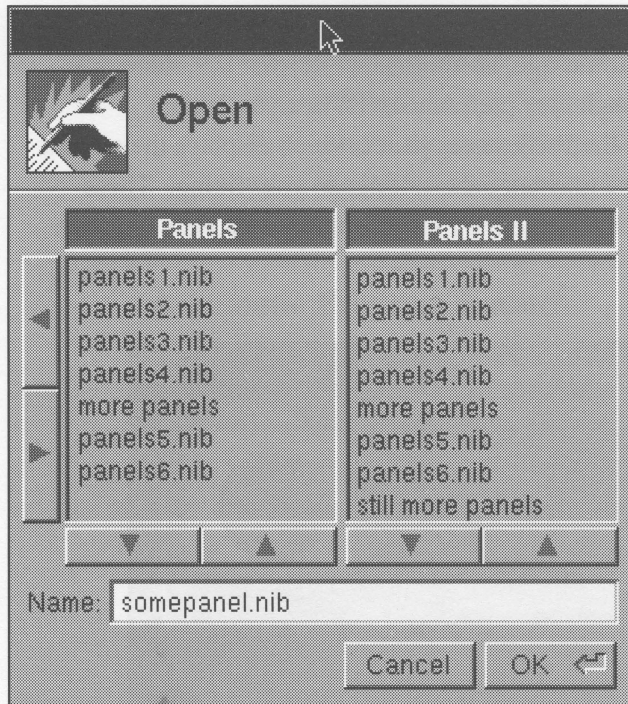 Open
Panels
panels1.nib
panels2.nib
panels3.nib
panels4.nib
more panels
panels5.nib
panels6.nib
Panels II
panels1.nib
panels2.nib
panels3.nib
panels4.nib
more panels
panels5.nib
panels6.nib
still more panels
Name: somepanel.nib
Cancel OK